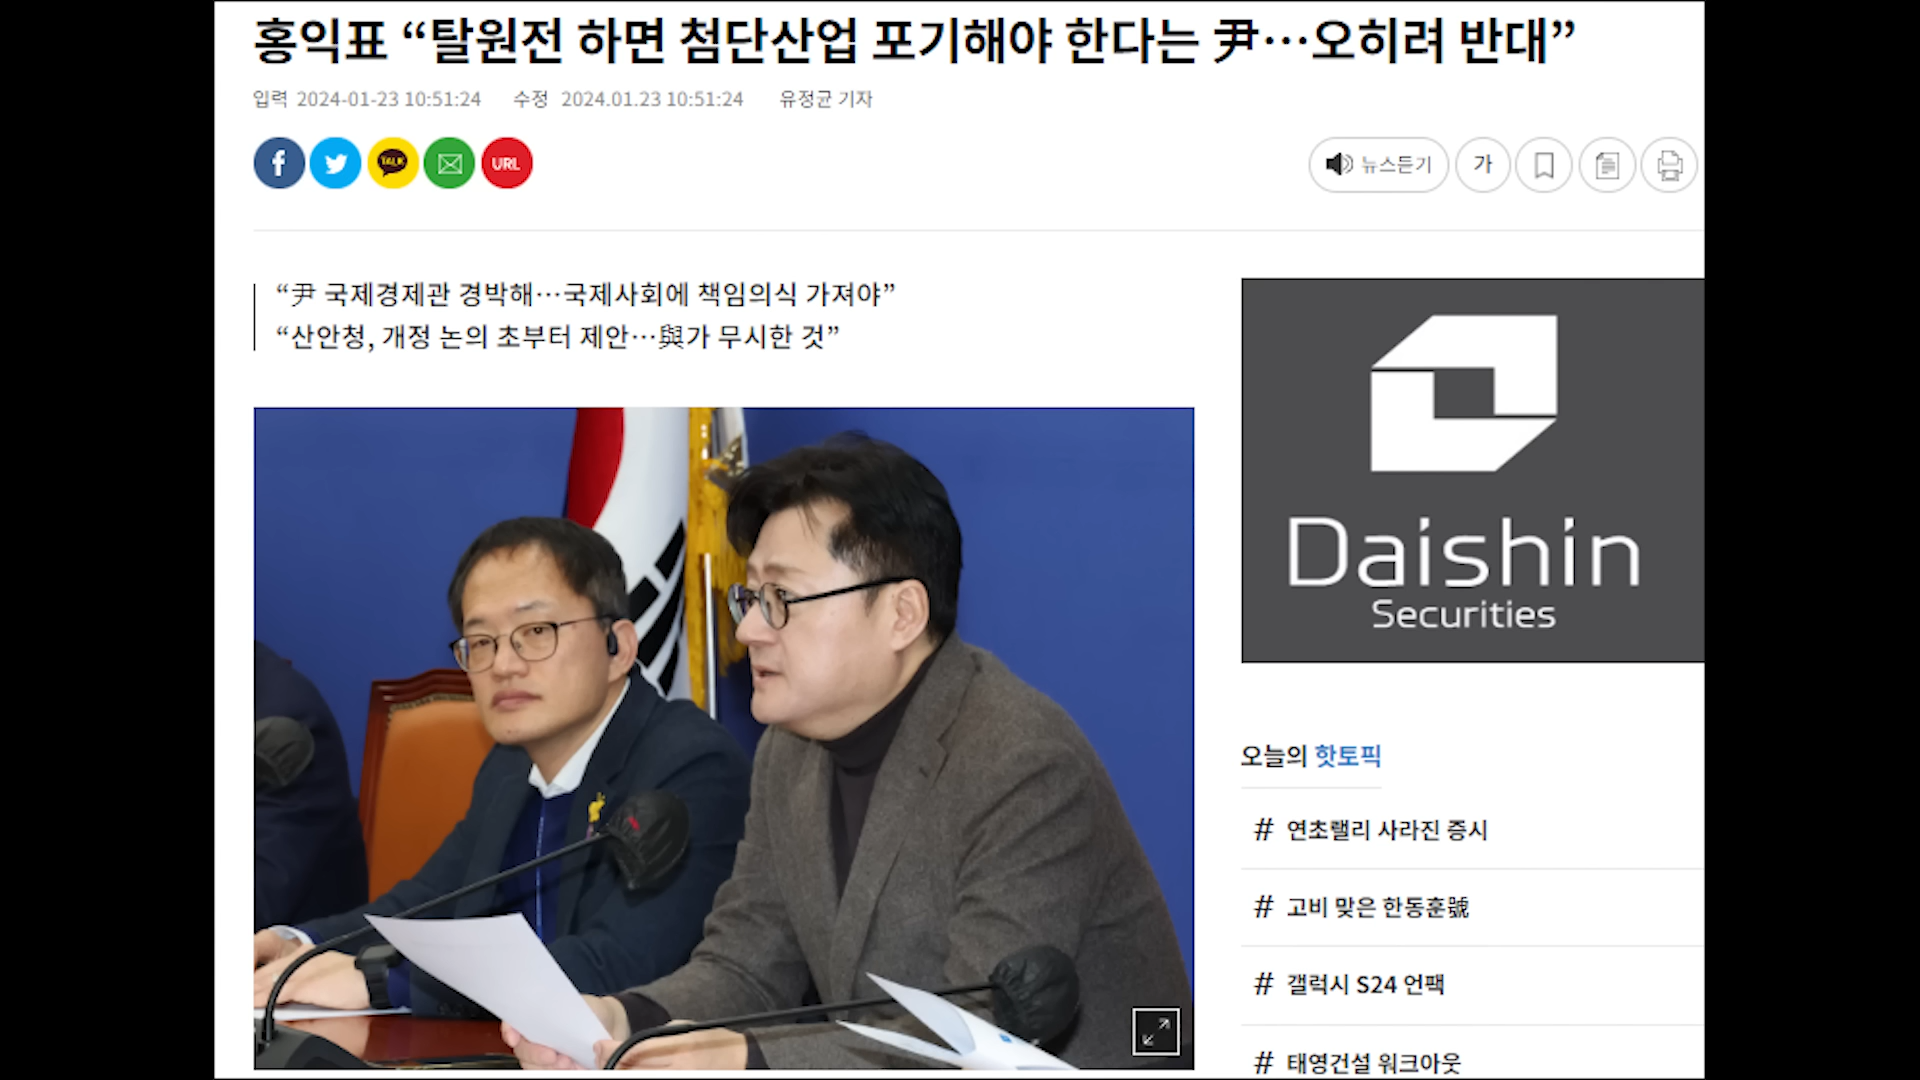 홍익표 “탈원전 하면 첨단산업 포기해야 한다는 尹…오히려 반대”
입력 2024-01-23 10:51:24 수정 2024.01.23 10:51:24 유정균 기자
f TALK URL 뉴스듣기 가
“尹 국제경제관 경박해…국제사회에 책임의식 가져야”
“산안청, 개정 논의 초부터 제안…與가 무시한 것”
Daishin
Securities
오늘의 핫토픽
# 연초랠리 사라진 증시
# 고비 맞은 한동훈號
# 갤럭시 S24 언팩
# 태영건설 워크아웃